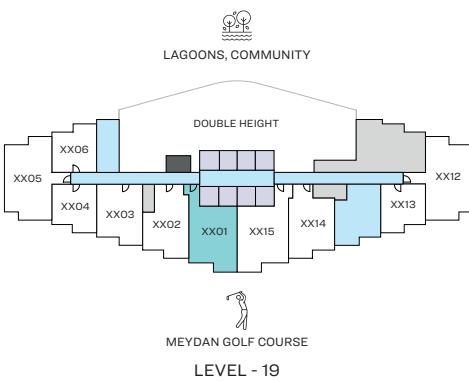 LAGOONS, COMMUNITY
DOUBLE HEIGHT
XX06
XX05
XX12
XX04
XX03
XX02
XX01
XX15
XX14
XX13
MEYDAN GOLF COURSE
LEVEL - 19